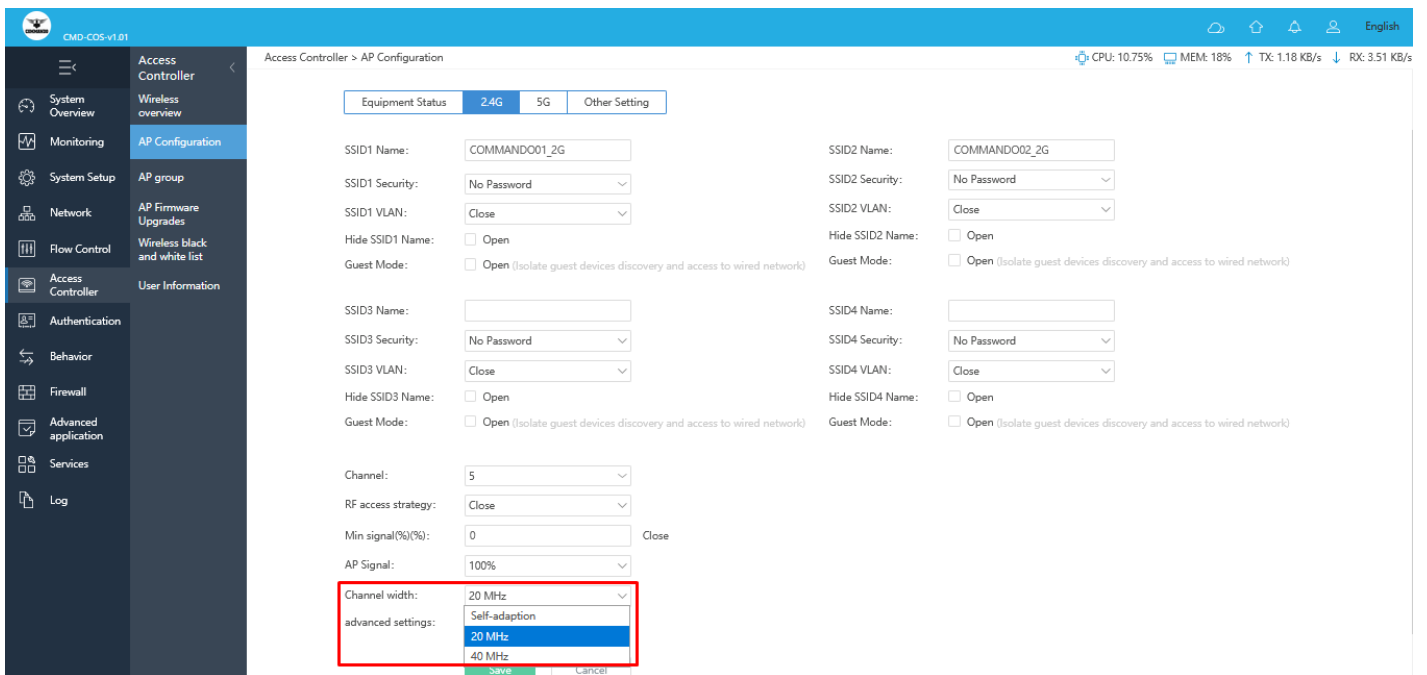 CMD-COS-v1.01
English
Access Controller > AP Configuration
CPU: 10.75% MEM: 18% TX: 1.18 KB/s RX: 3.51 KB/s
System Overview
Monitoring
System Setup
Network
Flow Control
Access Controller
Authentication
Behavior
Firewall
Advanced application
Services
Log
Access Controller
Wireless overview
AP Configuration
AP group
AP Firmware Upgrades
Wireless black and white list
User Information
Equipment Status 2.4G 5G Other Setting
SSID1 Name: COMMANDO01_2G
SSID1 Security: No Password
SSID1 VLAN: Close
Hide SSID1 Name: Open
Guest Mode: Open (Isolate guest devices discovery and access to wired network)
SSID2 Name: COMMANDO02_2G
SSID2 Security: No Password
SSID2 VLAN: Close
Hide SSID2 Name: Open
Guest Mode: Open (Isolate guest devices discovery and access to wired network)
SSID3 Name:
SSID3 Security: No Password
SSID3 VLAN: Close
Hide SSID3 Name: Open
Guest Mode: Open (Isolate guest devices discovery and access to wired network)
SSID4 Name:
SSID4 Security: No Password
SSID4 VLAN: Close
Hide SSID4 Name: Open
Guest Mode: Open (Isolate guest devices discovery and access to wired network)
Channel: 5
RF access strategy: Close
Min signal(%)(%): 0 Close
AP Signal: 100%
Channel width: 20 MHz
advanced settings:
Self-adaption
20 MHz
40 MHz
Save Cancel